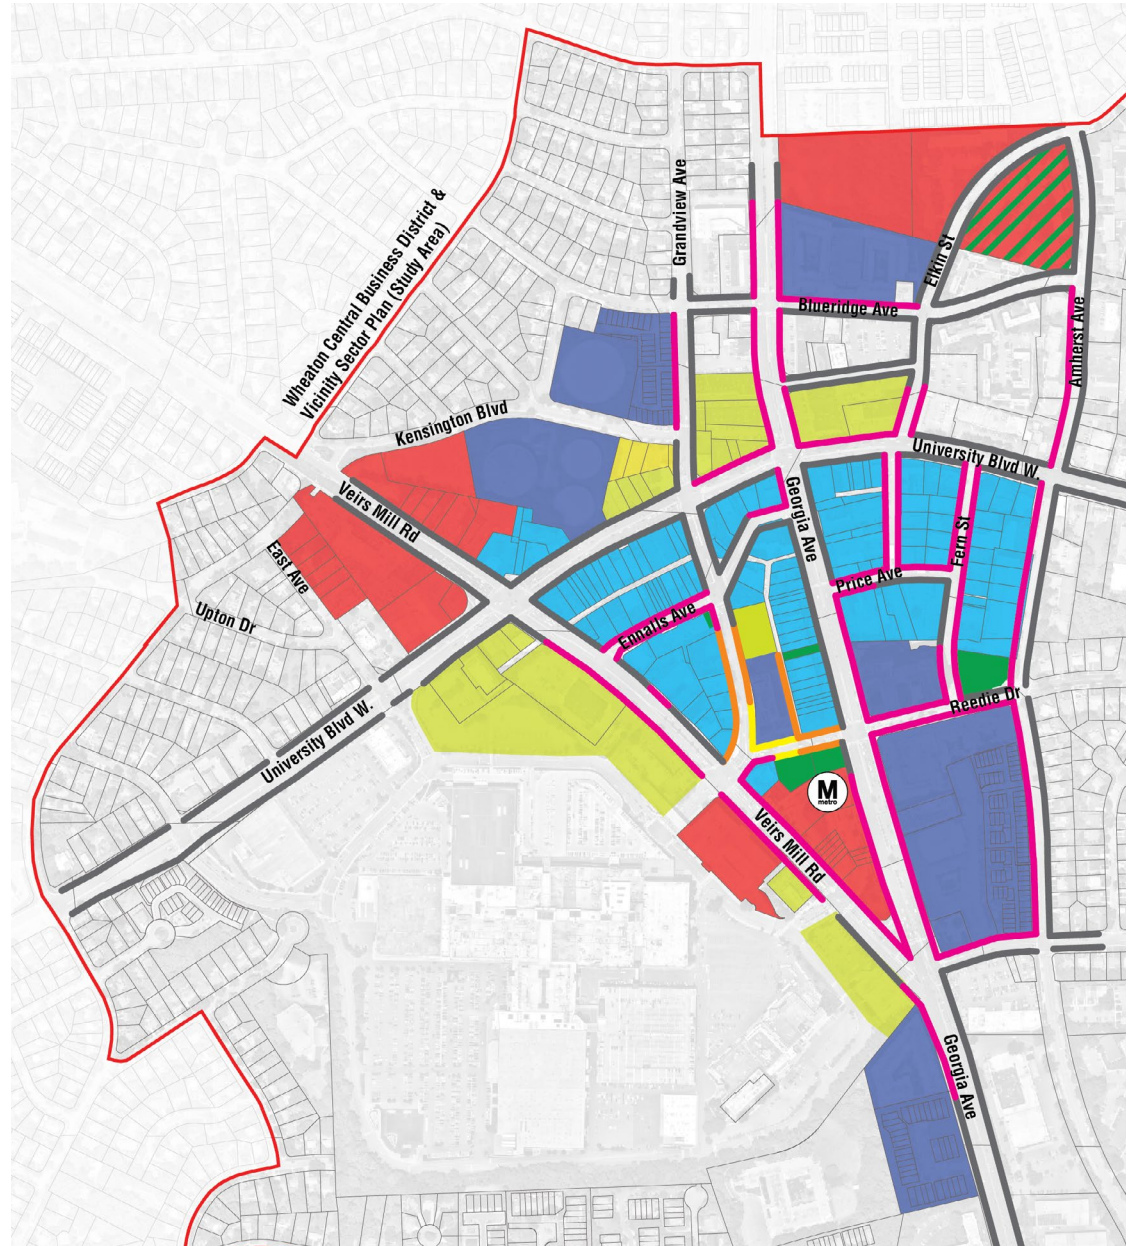 Wheaton Central Business District &
Vicinity Sector Plan (Study Area)
Grandview Ave
Elkin St
Blueridge Ave
Amherst Ave
Kensington Blvd
University Blvd W.
Veirs Mill Rd
Georgia Ave
Fern St
East Ave
Price Ave
Upton Dr
Ennalls Ave
Reedie Dr
University Blvd W.
M
metro
Veirs Mill Rd
Georgia Ave